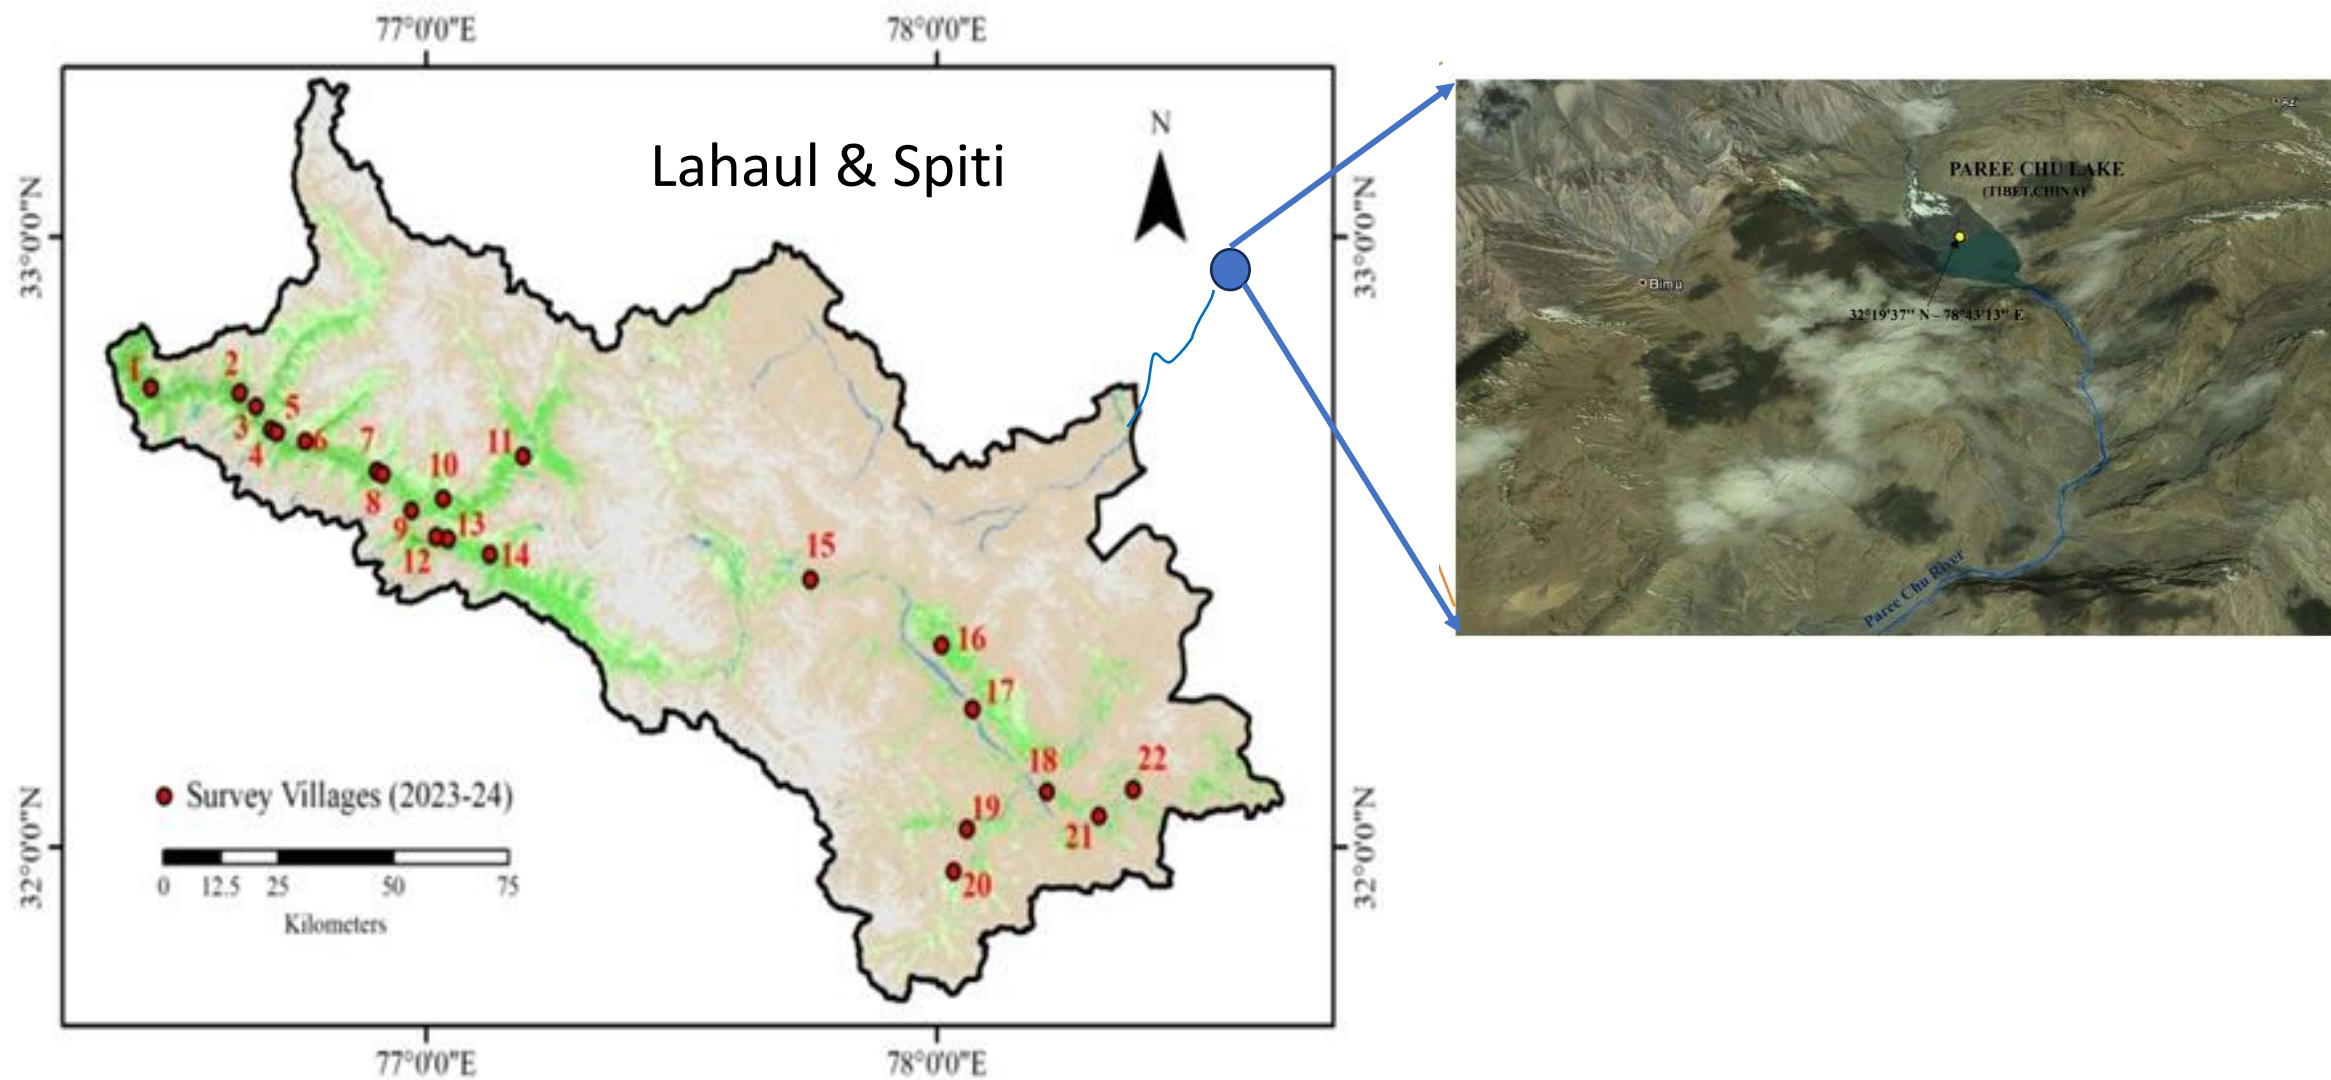 77°0'0"E
78°0'0"E
Lahaul & Spiti
N
33°0'0"N
33°0'0"N
1
2
3
4
5
6
7
8
9
10
11
12
13
14
15
16
17
18
19
20
21
22
Survey Villages (2023-24)
0 12.5 25 50 75
Kilometers
32°0'0"N
32°0'0"N
77°0'0"E
78°0'0"E
PAREE CHU LAKE
(TIBET,CHINA)
Bimu
32°19'37'' N – 78°43'13'' E
Paree Chu River